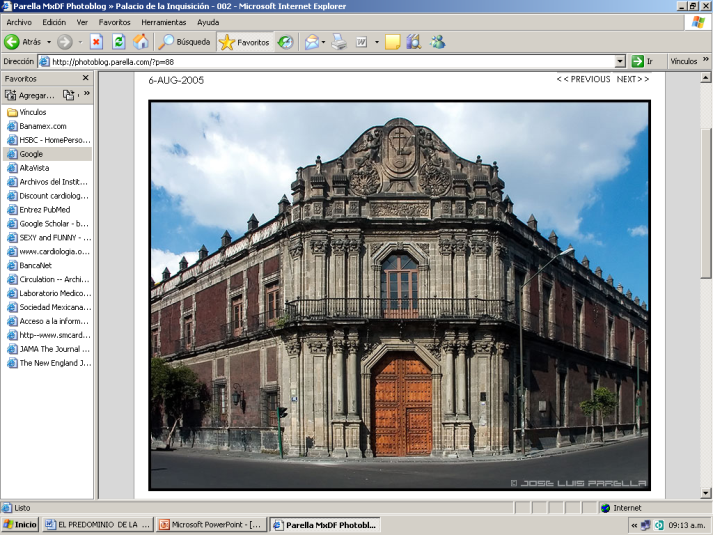 Parella MxDF Photoblog » Palacio de la Inquisición - 002 - Microsoft Internet Explorer
Archivo Edición Ver Favoritos Herramientas Ayuda
Atrás Búsqueda Favoritos
Dirección http://photoblog.parella.com/?p=88 Ir Vínculos »
Favoritos
Agregar... »
Vínculos
Banamex.com
HSBC - HomePerso...
Google
AltaVista
Archivos del Instit...
Discount cardiolog...
Entrez PubMed
Google Scholar - b...
SEXY and FUNNY - ...
www.cardiologia.o...
BancaNet
Circulation -- Archi...
Laboratorio Medico...
Sociedad Mexicana...
Acceso a la inform...
http--www.smcard...
JAMA The Journal ...
The New England J...
6-AUG-2005 << PREVIOUS NEXT>>
© JOSE LUIS PARELLA
Listo Internet
Inicio EL PREDOMINIO DE LA ... Microsoft PowerPoint - [... Parella MxDF Photobl... « 09:13 a.m.